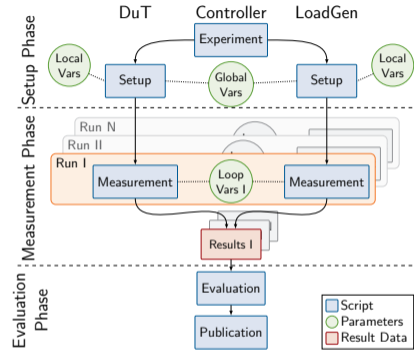 DuT
Controller
LoadGen
Setup Phase
Experiment
Local
Vars
Setup
Global
Vars
Setup
Local
Vars
Measurement Phase
Run N
Run II
Run I
Measurement
Loop
Vars I
Measurement
Results I
Evaluation
Phase
Evaluation
Publication
Script
Parameters
Result Data